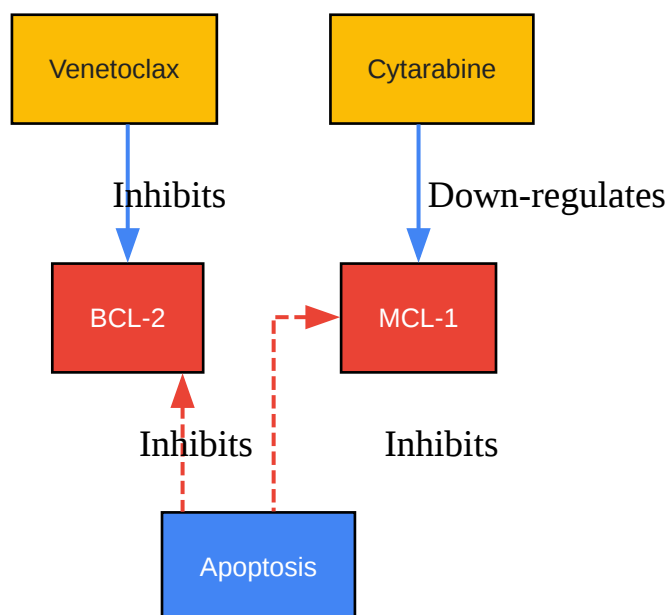 Venetoclax
Cytarabine
Inhibits
Down-regulates
BCL-2
MCL-1
Inhibits
Inhibits
Apoptosis